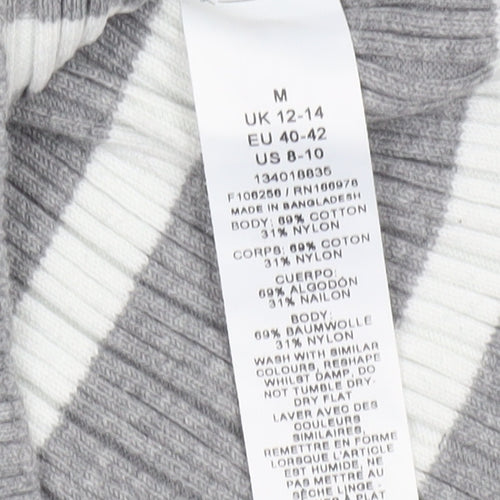 M
UK 12-14
EU 40-42
US 8-10
134018835
F106256 / RN166978
MADE IN BANGLADESH
BODY: 69% COTTON
31% NYLON
CORPS: 69% COTON
31% NYLON
CUERPO:
69% ALGODÓN
31% NAILON
BODY:
69% BAUMWOLLE
31% NYLON
WASH WITH SIMILAR
COLOURS, RESHAPE
WHILST DAMP, DO
NOT TUMBLE DRY-
DRY FLAT
LAVER AVEC DES
COULEURS
SIMILAIRES,
REMETTRE EN FORME
LORSQUE L'ARTICLE
EST HUMIDE, NE
PAS METTRE AU
SÈCHE LINGE -